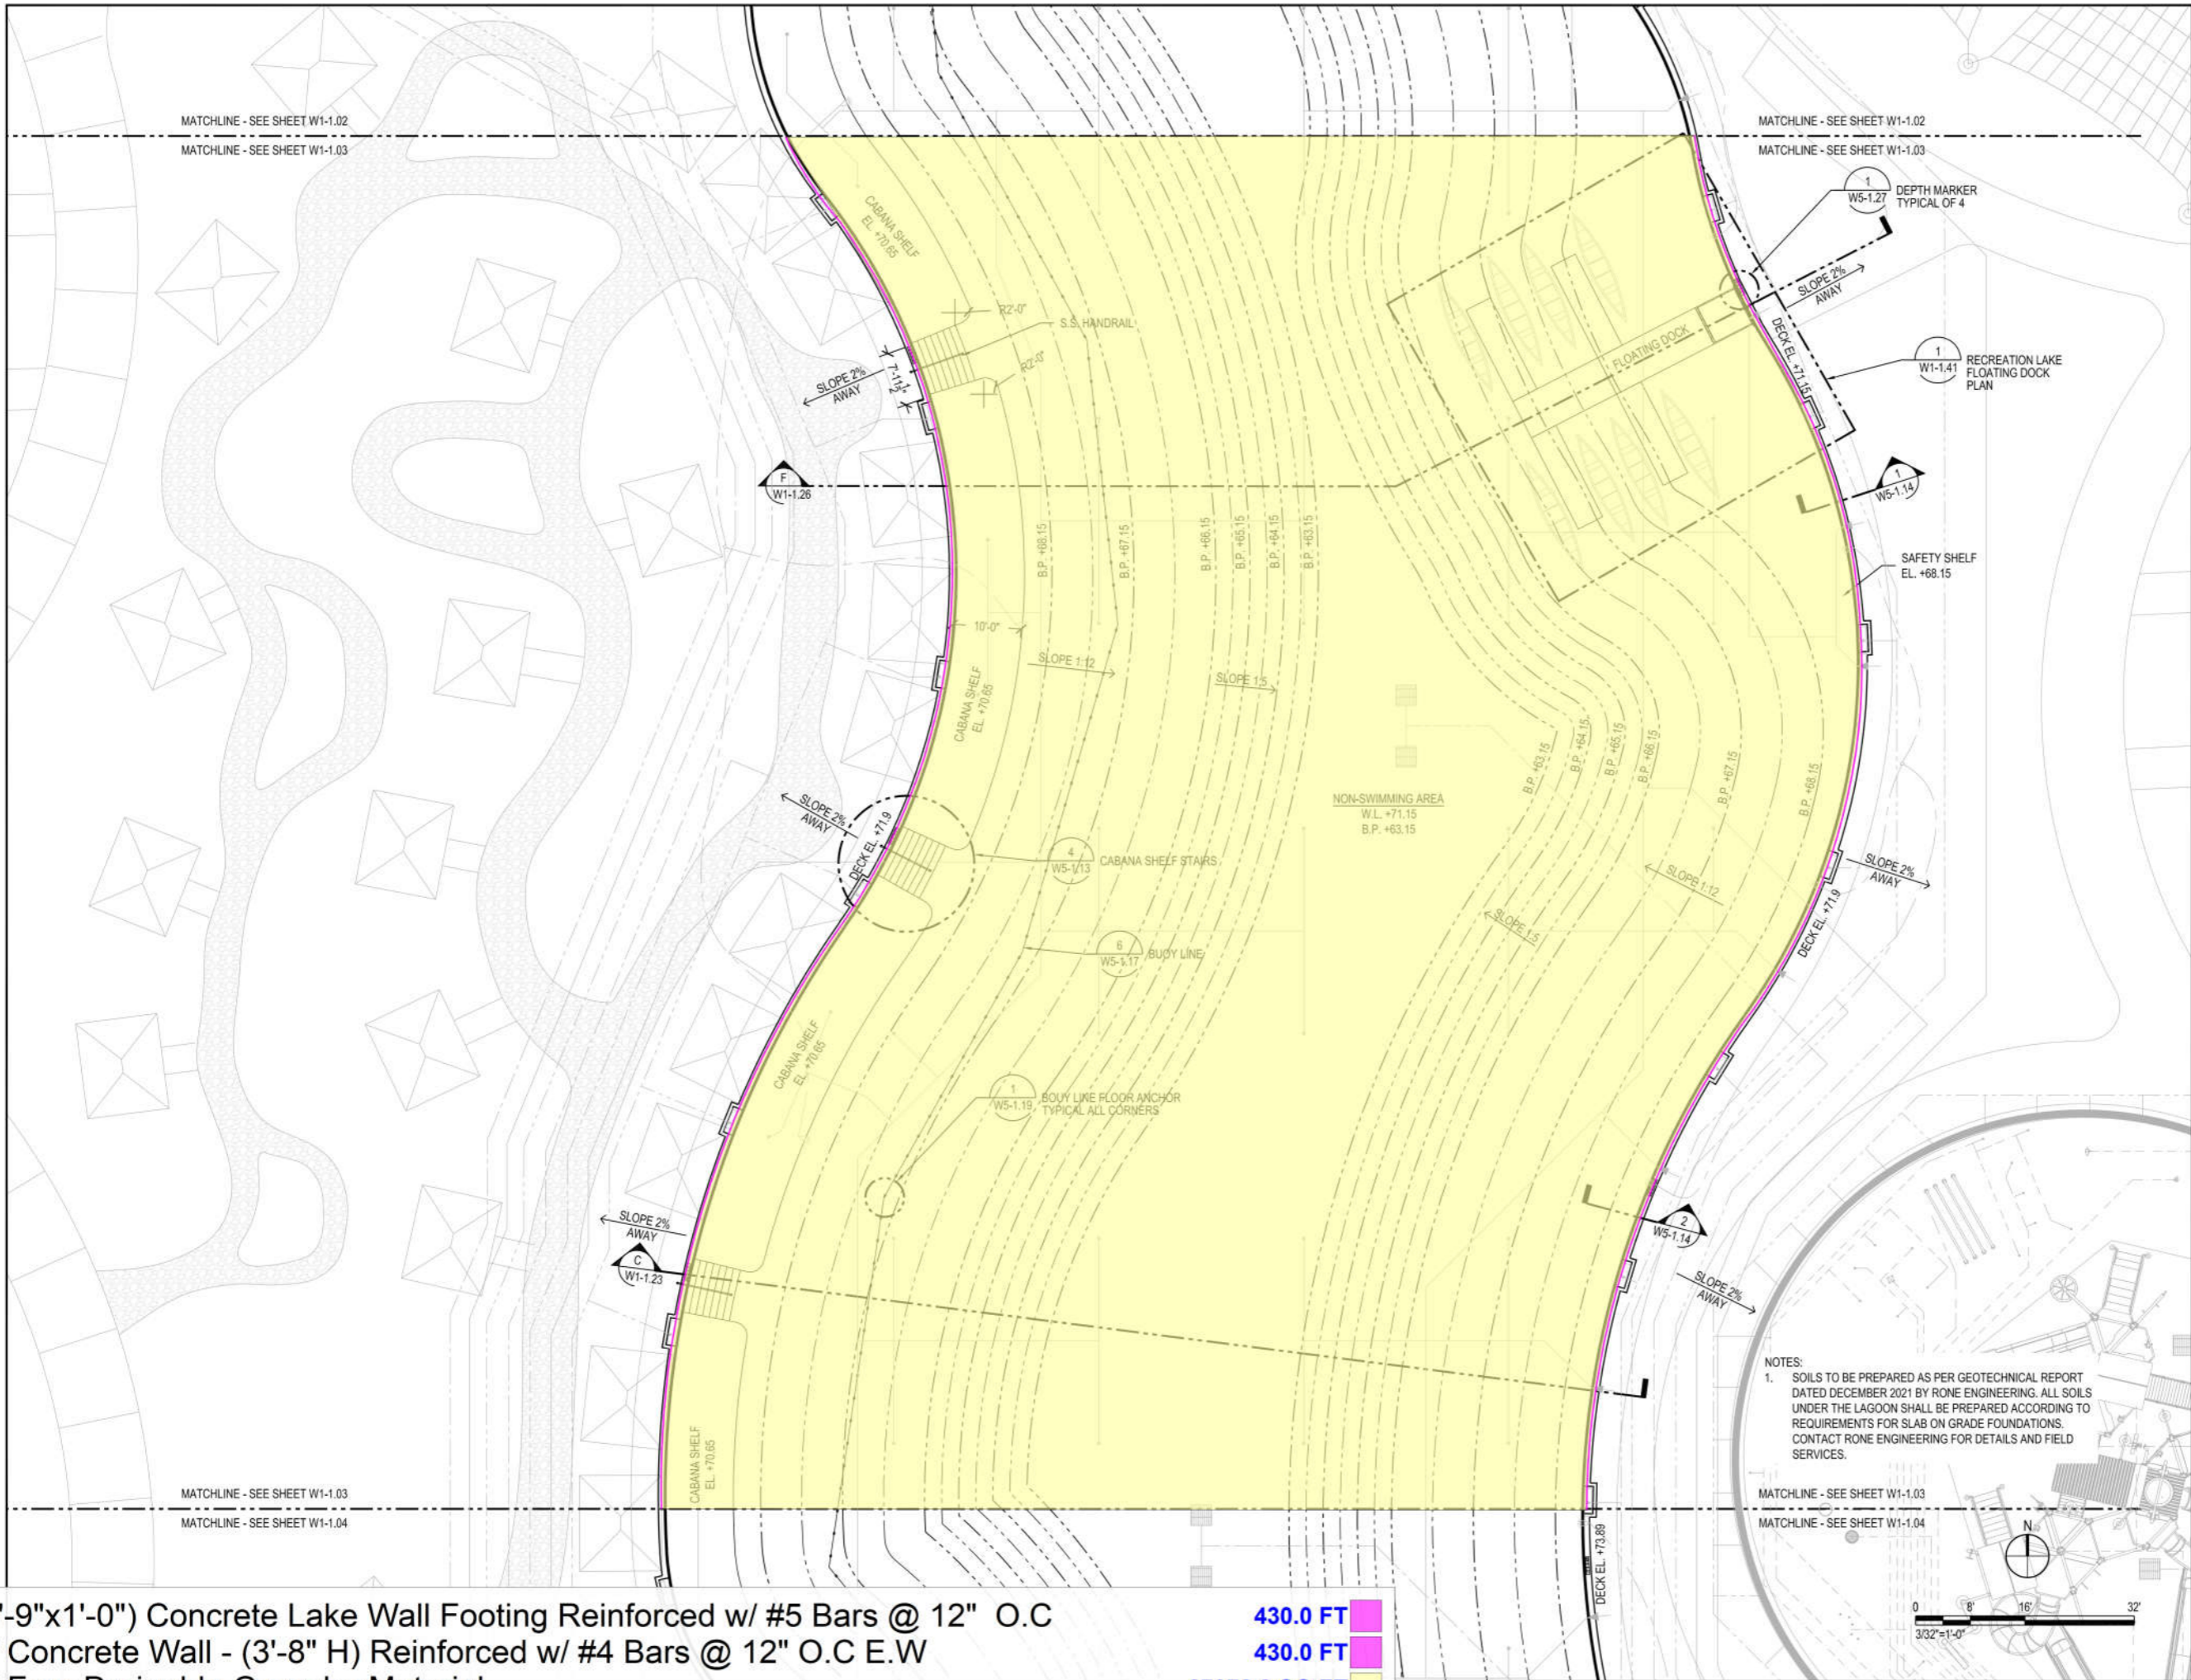 MATCHLINE - SEE SHEET W1-1.02
MATCHLINE - SEE SHEET W1-1.03
MATCHLINE - SEE SHEET W1-1.02
MATCHLINE - SEE SHEET W1-1.03
1
W5-1.27
DEPTH MARKER
TYPICAL OF 4
CABANA SHELF
EL. +70.65
SLOPE 2%
AWAY
R2'-0"
S.S. HANDRAIL
R2'-0"
FLOATING DOCK
DECK EL. +71.15
1
W1-1.41
RECREATION LAKE
FLOATING DOCK
PLAN
SLOPE 2%
AWAY
7'-11 1/2"
F
W1-1.26
1
W5-1.14
B.P. +68.15
B.P. +67.15
B.P. +66.15
B.P. +65.15
B.P. +64.15
B.P. +63.15
SAFETY SHELF
EL. +68.15
10'-0"
SLOPE 1:12
SLOPE 1:5
CABANA SHELF
EL. +70.65
B.P. +63.15
B.P. +64.15
B.P. +65.15
B.P. +66.15
B.P. +67.15
B.P. +68.15
NON-SWIMMING AREA
W.L. +71.15
B.P. +63.15
SLOPE 2%
AWAY
DECK EL. +71.9
4
W5-1.13
CABANA SHELF STAIRS
SLOPE 1:12
SLOPE 1:5
SLOPE 2%
AWAY
DECK EL. +71.9
6
W5-1.17
BUOY LINE
CABANA SHELF
EL. +70.65
1
W5-1.19
BOUY LINE FLOOR ANCHOR
TYPICAL ALL CORNERS
SLOPE 2%
AWAY
C
W1-1.23
2
W5-1.14
SLOPE 2%
AWAY
NOTES:
1. SOILS TO BE PREPARED AS PER GEOTECHNICAL REPORT
DATED DECEMBER 2021 BY RONE ENGINEERING. ALL SOILS
UNDER THE LAGOON SHALL BE PREPARED ACCORDING TO
REQUIREMENTS FOR SLAB ON GRADE FOUNDATIONS.
CONTACT RONE ENGINEERING FOR DETAILS AND FIELD
SERVICES.
CABANA SHELF
EL. +70.65
MATCHLINE - SEE SHEET W1-1.03
MATCHLINE - SEE SHEET W1-1.04
MATCHLINE - SEE SHEET W1-1.03
MATCHLINE - SEE SHEET W1-1.04
DECK EL. +73.89
N
0 8' 16' 32'
3/32"=1'-0"
'-9"x1'-0") Concrete Lake Wall Footing Reinforced w/ #5 Bars @ 12" O.C
430.0 FT
Concrete Wall - (3'-8" H) Reinforced w/ #4 Bars @ 12" O.C E.W
430.0 FT